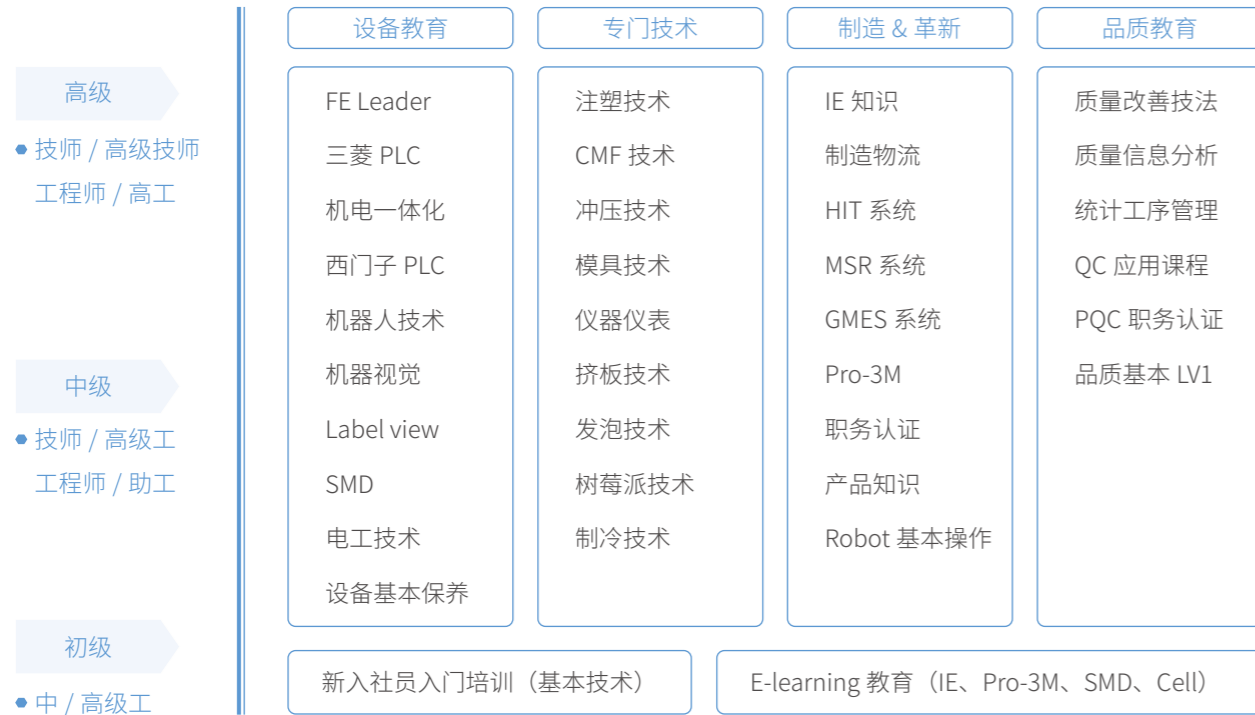 高级
技师 / 高级技师
工程师 / 高工
中级
技师 / 高级工
工程师 / 助工
初级
中 / 高级工
设备教育
FE Leader
三菱 PLC
机电一体化
西门子 PLC
机器人技术
机器视觉
Label view
SMD
电工技术
设备基本保养
专门技术
注塑技术
CMF 技术
冲压技术
模具技术
仪器仪表
挤板技术
发泡技术
树莓派技术
制冷技术
制造 & 革新
IE 知识
制造物流
HIT 系统
MSR 系统
GMES 系统
Pro-3M
职务认证
产品知识
Robot 基本操作
品质教育
质量改善技法
质量信息分析
统计工序管理
QC 应用课程
PQC 职务认证
品质基本 LV1
新入社员入门培训（基本技术）
E-learning 教育（IE、Pro-3M、SMD、Cell）